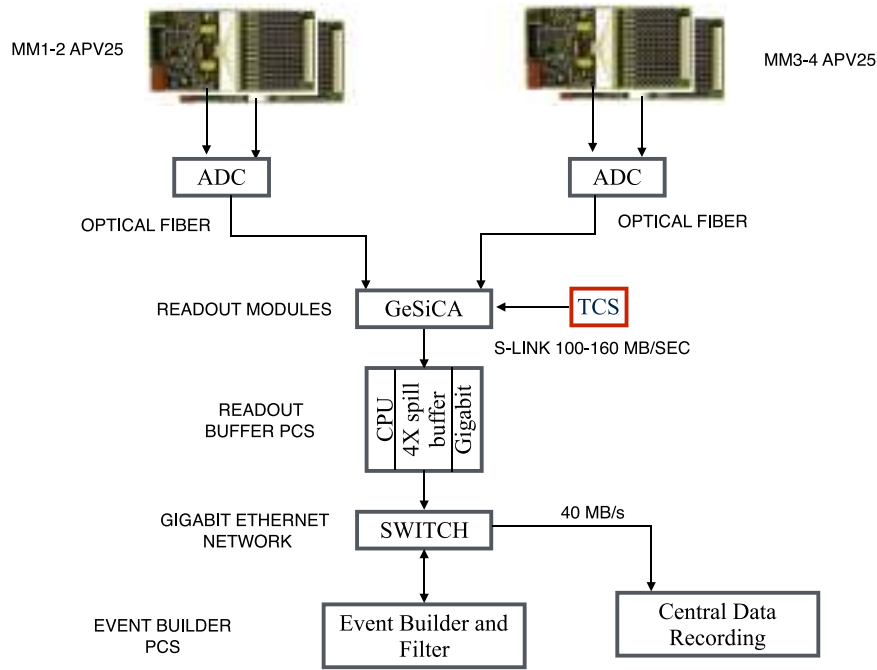 MM1-2 APV25
MM3-4 APV25
ADC
ADC
OPTICAL FIBER
OPTICAL FIBER
READOUT MODULES
GeSiCA
TCS
S-LINK 100-160 MB/SEC
READOUT
BUFFER PCS
CPU
4X spill
buffer
Gigabit
GIGABIT ETHERNET
NETWORK
SWITCH
40 MB/s
EVENT BUILDER
PCS
Event Builder and
Filter
Central Data
Recording